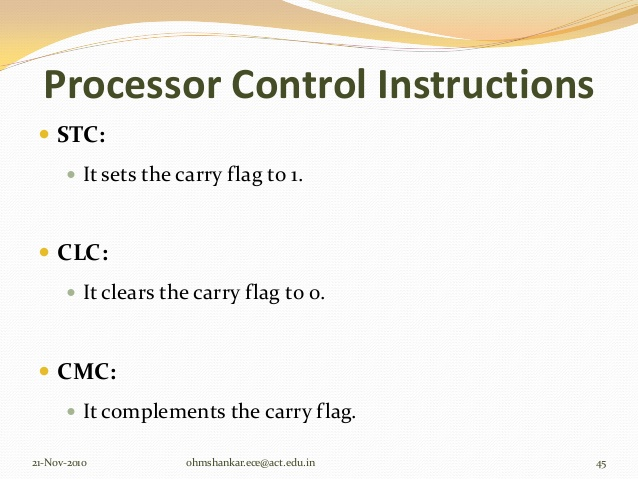 Processor Control Instructions
• STC:
• It sets the carry flag to 1.
• CLC:
• It clears the carry flag to 0.
• CMC:
• It complements the carry flag.
21-Nov-2010 ohmshankar.ece@act.edu.in 45